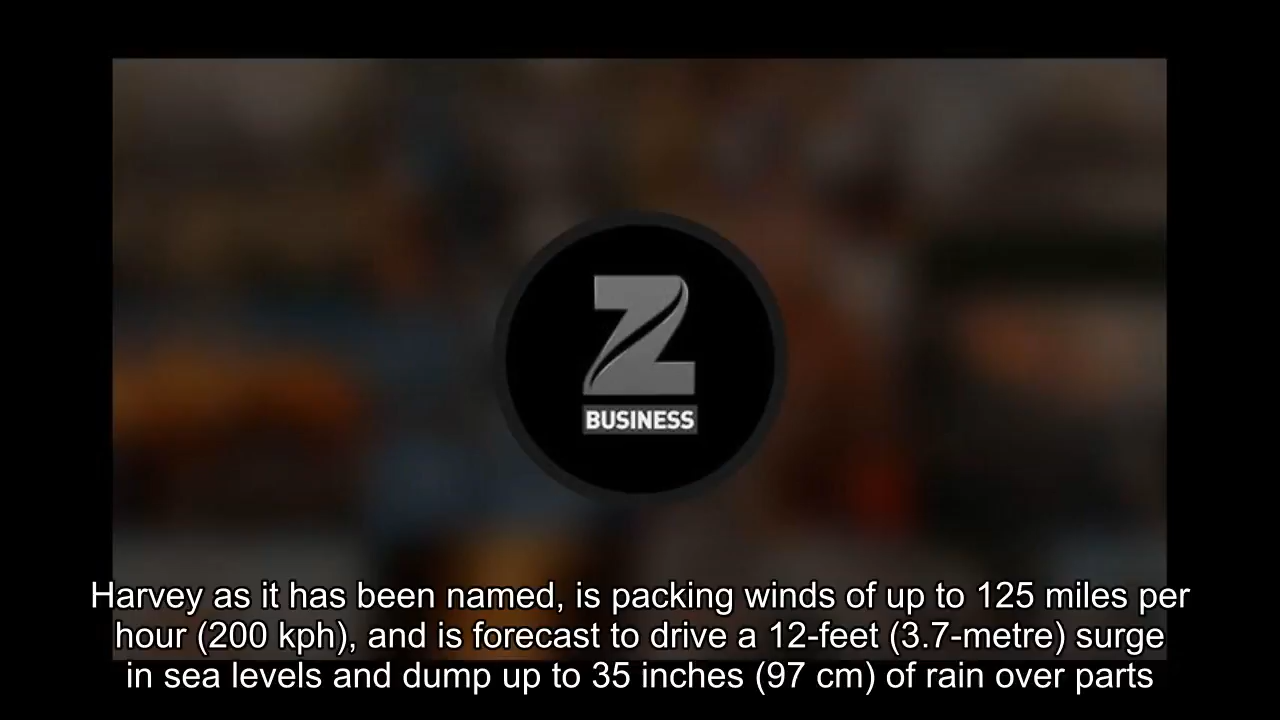 Z
BUSINESS
Harvey as it has been named, is packing winds of up to 125 miles per
hour (200 kph), and is forecast to drive a 12-feet (3.7-metre) surge
in sea levels and dump up to 35 inches (97 cm) of rain over parts